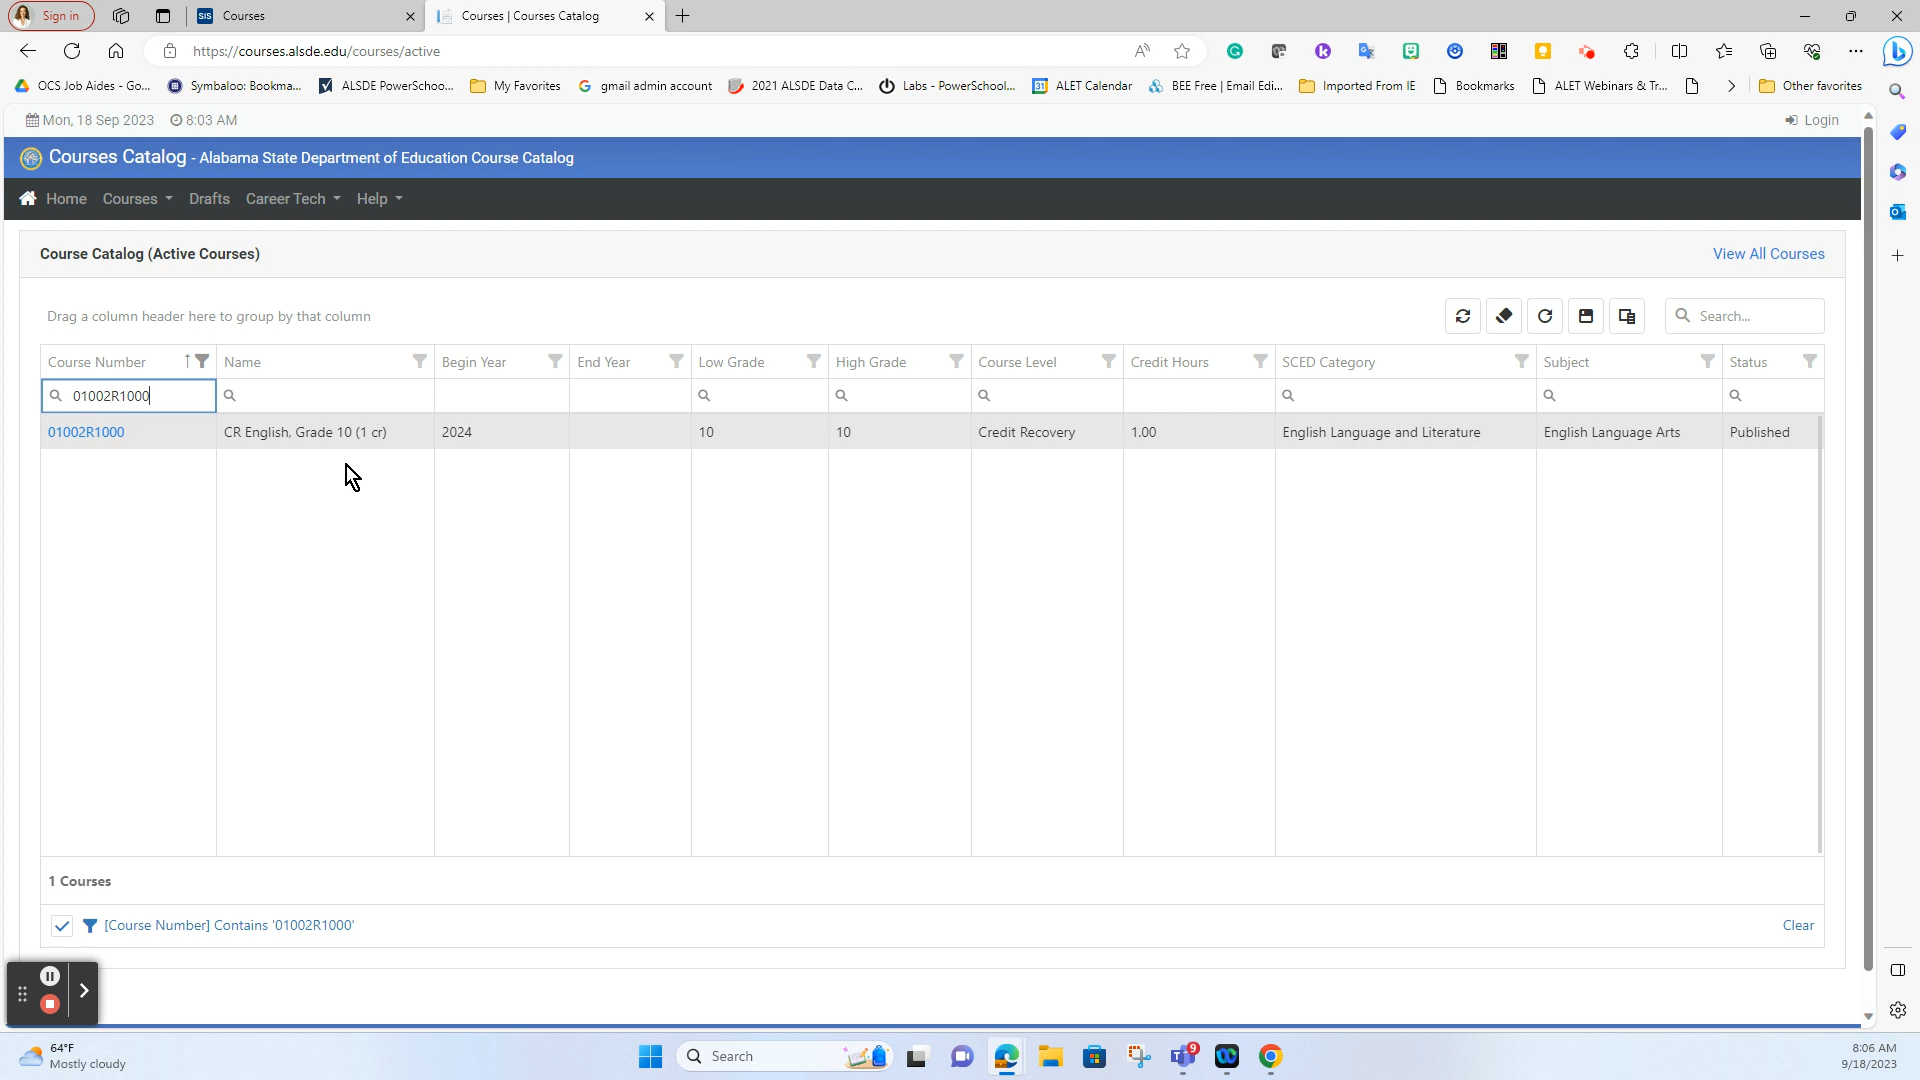 Sign in
SIS Courses
Courses | Courses Catalog
https://courses.alsde.edu/courses/active
OCS Job Aides - Go...
Symbaloo: Bookma...
ALSDE PowerSchoo...
My Favorites
gmail admin account
2021 ALSDE Data C...
Labs - PowerSchool...
ALET Calendar
BEE Free | Email Edi...
Imported From IE
Bookmarks
ALET Webinars & Tr...
Other favorites
Mon, 18 Sep 2023 8:03 AM
Login
Courses Catalog - Alabama State Department of Education Course Catalog
Home Courses Drafts Career Tech Help
Course Catalog (Active Courses)
View All Courses
Drag a column header here to group by that column
Search...
Course Number Name Begin Year End Year Low Grade High Grade Course Level Credit Hours SCED Category Subject Status
01002R1000
01002R1000 CR English, Grade 10 (1 cr) 2024 10 10 Credit Recovery 1.00 English Language and Literature English Language Arts Published
1 Courses
[Course Number] Contains '01002R1000'
Clear
64°F
Mostly cloudy
Search
9
8:06 AM
9/18/2023